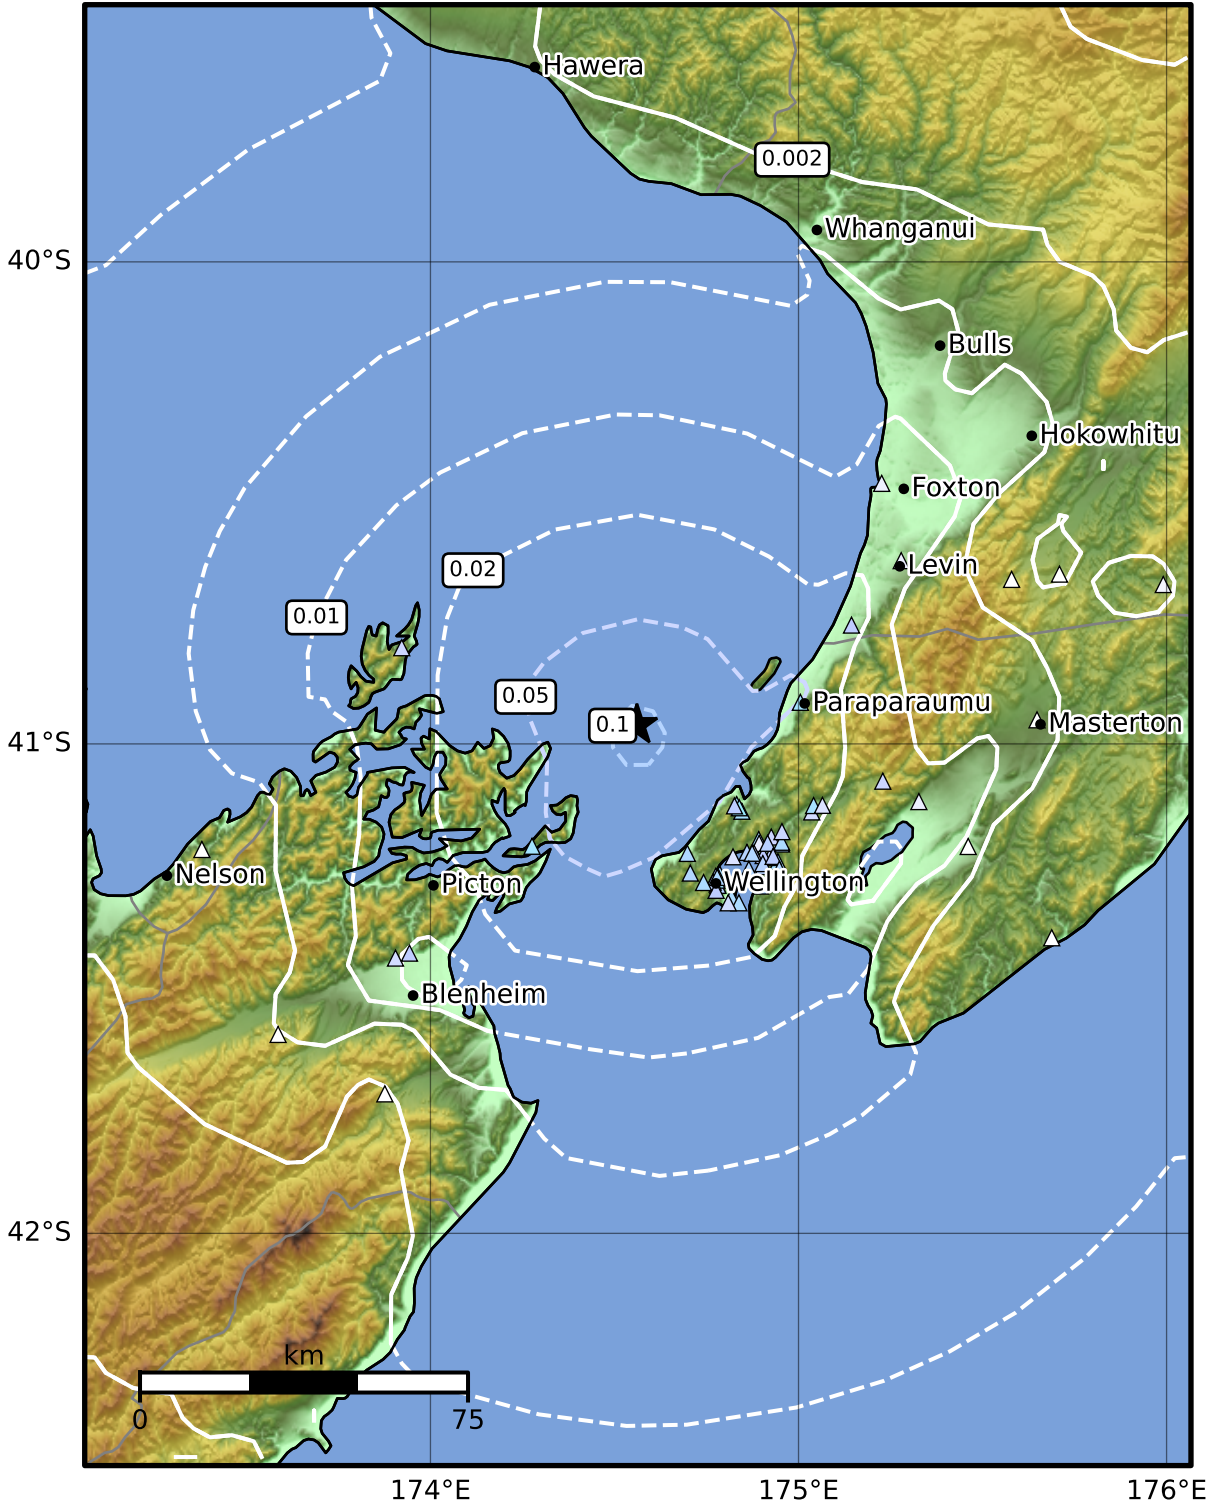 Hawera
0.002
Whanganui
40°S
Bulls
Hokowhitu
Foxton
Levin
0.02
0.01
0.05
Paraparaumu
0.1
Masterton
41°S
Nelson
Picton
Wellington
Blenheim
42°S
km
0
75
174°E
175°E
176°E